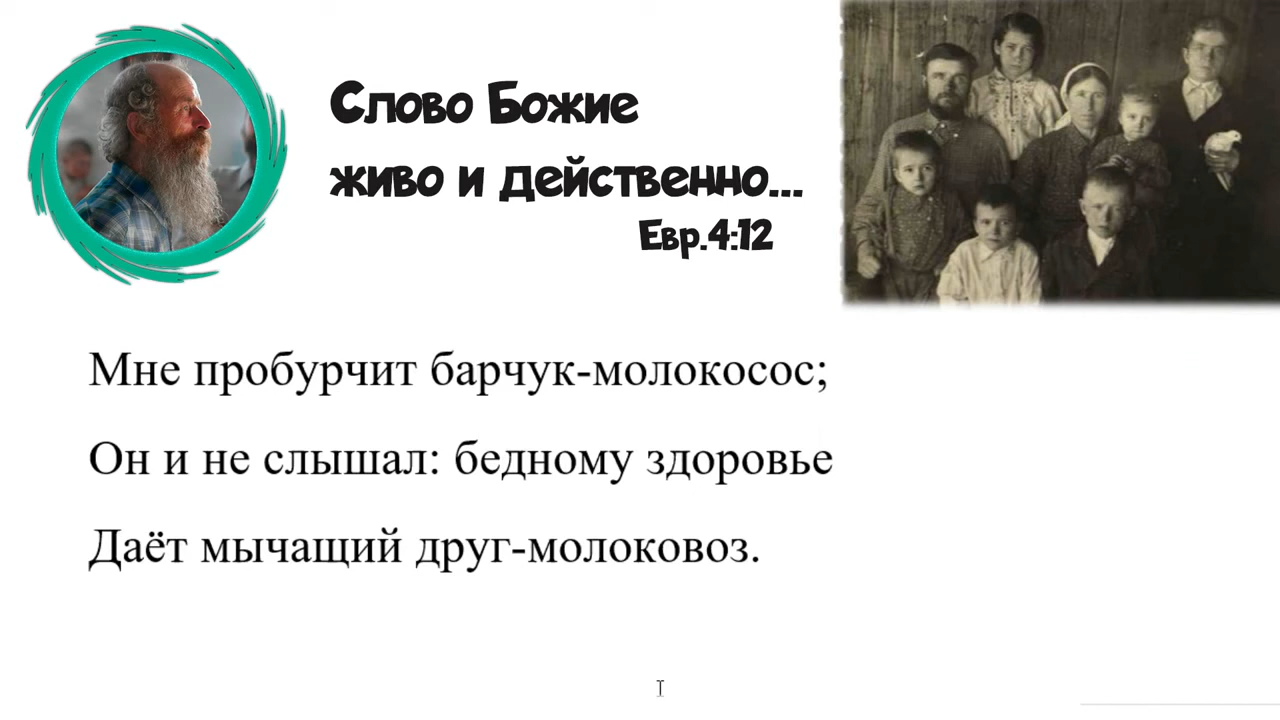 Слово Божие
живо и действенно...
Евр.4:12
Мне пробурчит барчук-молокосос;
Он и не слышал: бедному здоровье
Даёт мычащий друг-молоковоз.